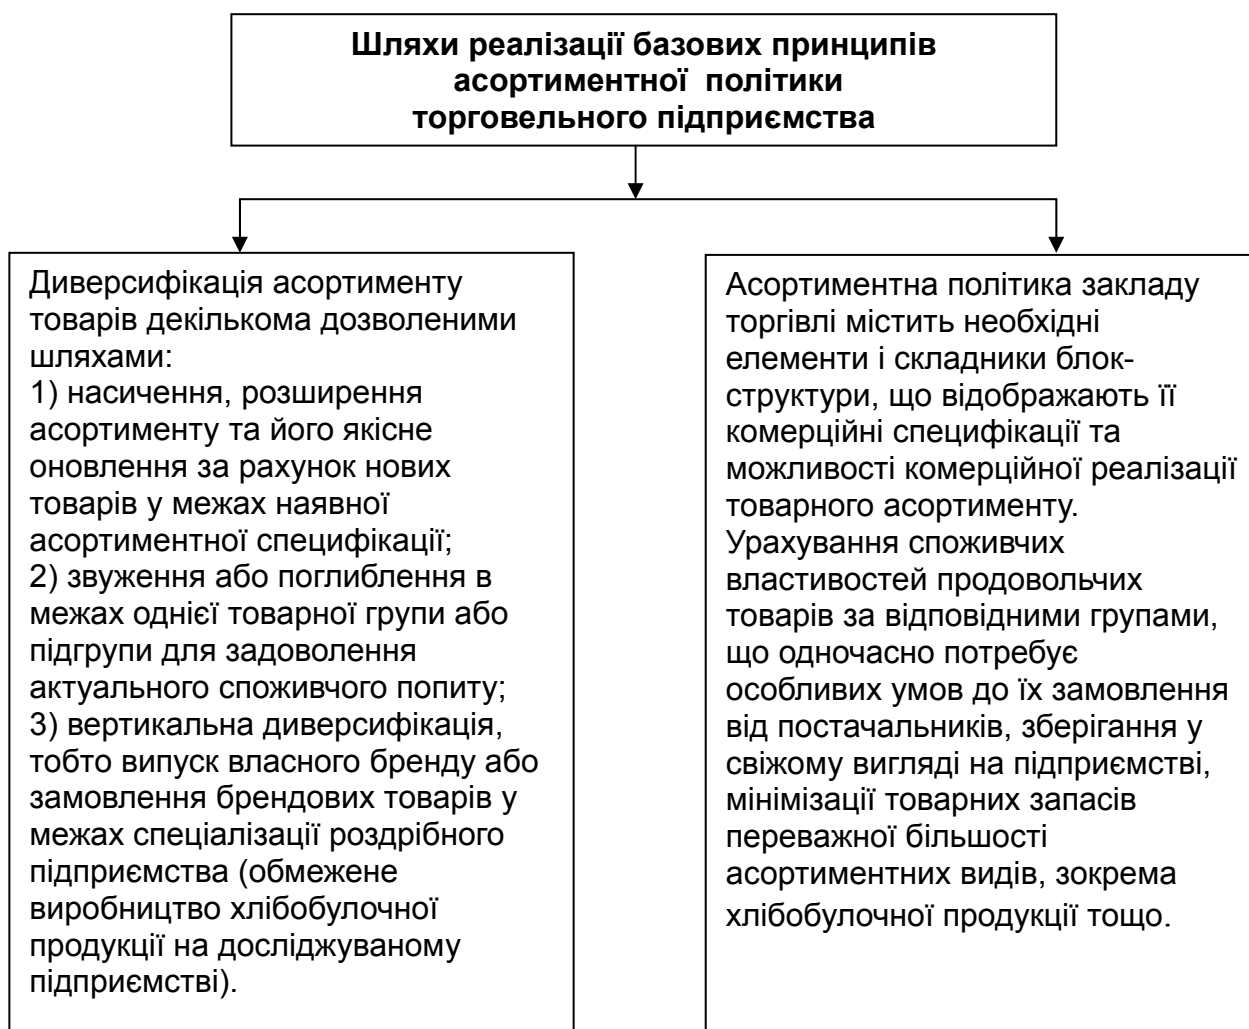 Шляхи реалізації базових принципів
асортиментної  політики
торговельного підприємства
Диверсифікація асортименту
товарів декількома дозволеними
шляхами:
1) насичення, розширення
асортименту та його якісне
оновлення за рахунок нових
товарів у межах наявної
асортиментної специфікації;
2) звуження або поглиблення в
межах однієї товарної групи або
підгрупи для задоволення
актуального споживчого попиту;
3) вертикальна диверсифікація,
тобто випуск власного бренду або
замовлення брендових товарів у
межах спеціалізації роздрібного
підприємства (обмежене
виробництво хлібобулочної
продукції на досліджуваному
підприємстві).
Асортиментна політика закладу
торгівлі містить необхідні
елементи і складники блок-
структури, що відображають її
комерційні специфікації та
можливості комерційної реалізації
товарного асортименту.
Урахування споживчих
властивостей продовольчих
товарів за відповідними групами,
що одночасно потребує
особливих умов до їх замовлення
від постачальників, зберігання у
свіжому вигляді на підприємстві,
мінімізації товарних запасів
переважної більшості
асортиментних видів, зокрема
хлібобулочної продукції тощо.